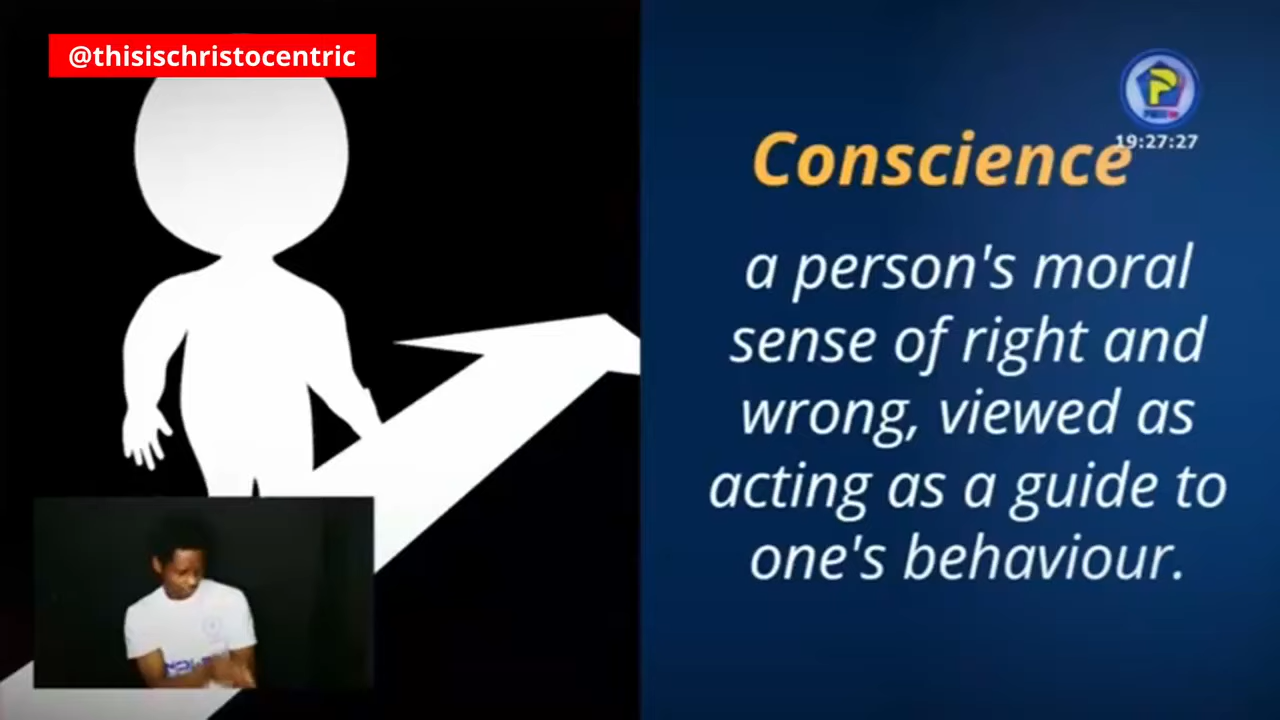 @thisischristocentric
P
19:27:27
Conscience
a person's moral
sense of right and
wrong, viewed as
acting as a guide to
one's behaviour.